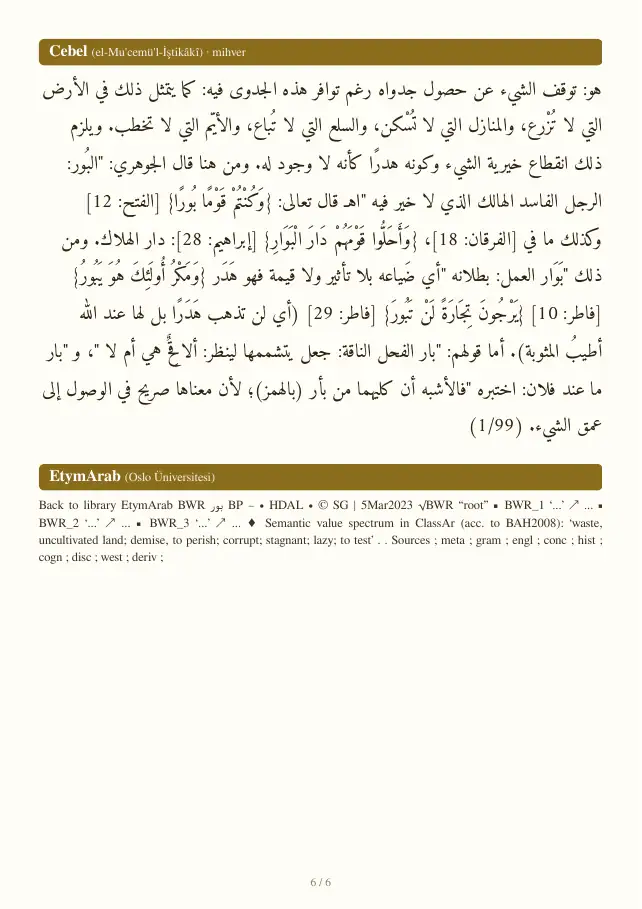 Cebel (el-Mu'cemü'l-İştikâkî) · mihver
هو: توقف الشيء عن حصول جدواه رغم توافر هذه الجدوى فيه: كما يتمثل ذلك في الأرض
التي لا تُزْرع، والمنازل التي لا تُسْكن، والسلع التي لا تُباع، والأيّم التي لا تخطب. ويلزم
ذلك انقطاع خيرية الشيء وكونه هدرًا كأنه لا وجود له. ومن هنا قال الجوهري: "البُور:
الرجل الفاسد الهالك الذي لا خير فيه "اهـ قال تعالى: {وَكُنْتُمْ قَوْمًا بُورًا} [الفتح: 12]
وكذلك ما في [الفرقان: 18]، {وَأَحَلُّوا قَوْمَهُمْ دَارَ الْبَوَارِ} [إبراهيم: 28]: دار الهلاك. ومن
ذلك "بَوَار العمل: بطلانه "أي ضَياعه بلا تأثير ولا قيمة فهو هَدَر {وَمَكْرُ أُولَئِكَ هُوَ يَبُورُ}
[فاطر: 10] {يَرْجُونَ تِجَارَةً لَنْ تَبُورَ} [فاطر: 29] (أي لن تذهب هَدَرًا بل لها عند الله
أطيبُ المثوبة). أما قولهم: "بار الفحل الناقة: جعل يتشممها لينظر: ألاقِحٌ هي أم لا "، و "بار
ما عند فلان: اختبره "فالأشبه أن كليهما من بأر (بالهمز)؛ لأن معناها صريح في الوصول إلى
عمق الشيء. (1/99)
EtymArab (Oslo Üniversitesi)
Back to library EtymArab BWR بور BP – • HDAL • © SG | 5Mar2023 √BWR “root” ▪ BWR_1 ‘...’ ↗ ... ▪
BWR_2 ‘...’ ↗ ... ▪ BWR_3 ‘...’ ↗ ... ♦ Semantic value spectrum in ClassAr (acc. to BAH2008): ‘waste,
uncultivated land; demise, to perish; corrupt; stagnant; lazy; to test’ . . Sources ; meta ; gram ; engl ; conc ; hist ;
cogn ; disc ; west ; deriv ;
6 / 6